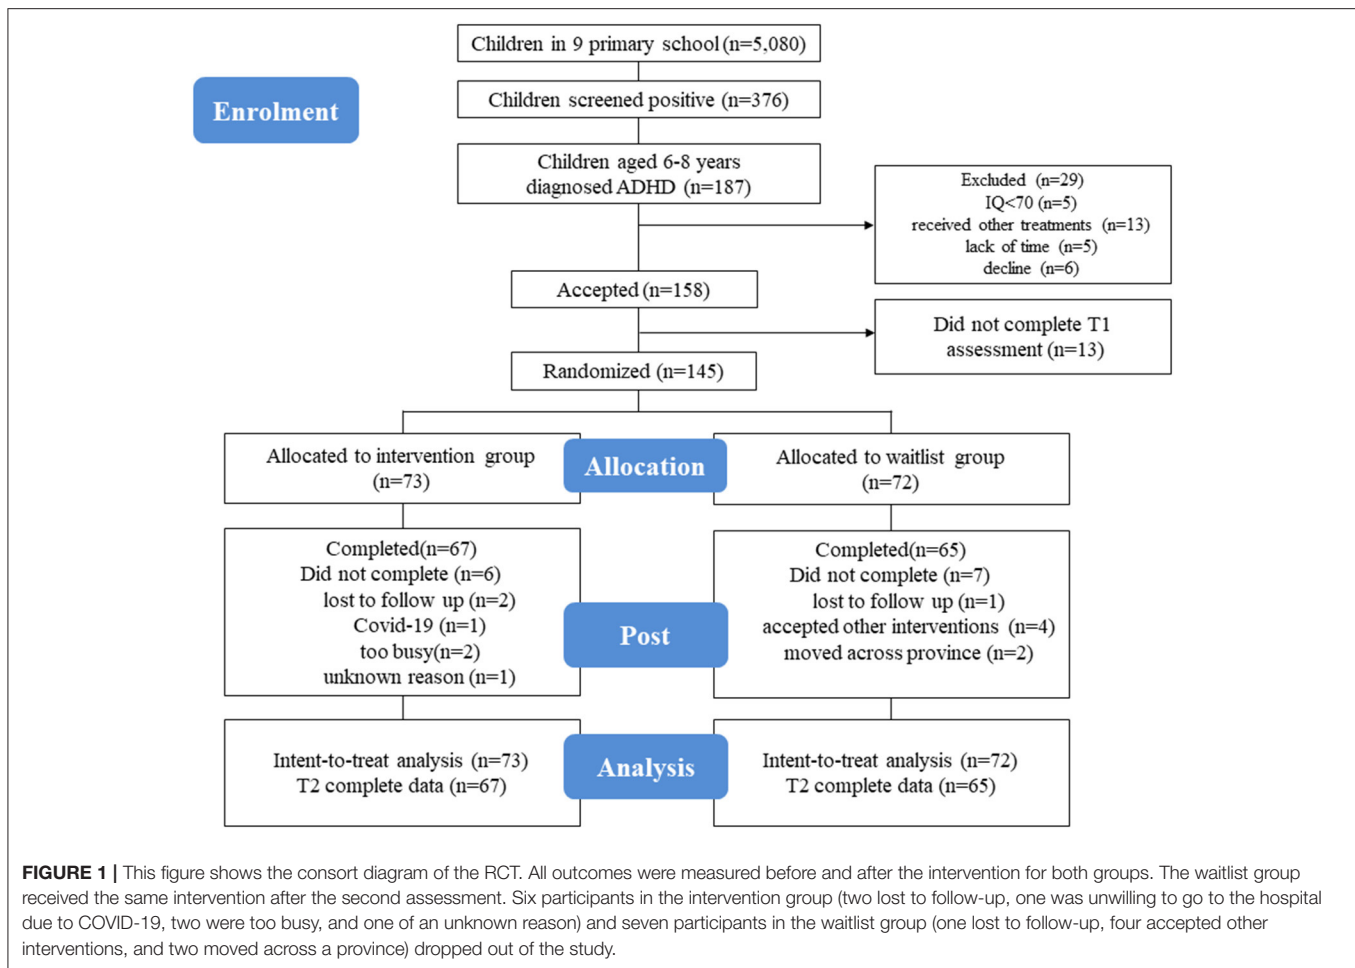 Children in 9 primary school (n=5,080)
Enrolment
Children screened positive (n=376)
Children aged 6-8 years
diagnosed ADHD (n=187)
Excluded (n=29)
IQ<70 (n=5)
received other treatments (n=13)
lack of time (n=5)
decline (n=6)
Accepted (n=158)
Did not complete T1
assessment (n=13)
Randomized (n=145)
Allocated to intervention group
(n=73)
Allocation
Allocated to waitlist group
(n=72)
Completed(n=67)
Did not complete (n=6)
lost to follow up (n=2)
Covid-19 (n=1)
too busy(n=2)
unknown reason (n=1)
Post
Completed(n=65)
Did not complete (n=7)
lost to follow up (n=1)
accepted other interventions (n=4)
moved across province (n=2)
Intent-to-treat analysis (n=73)
T2 complete data (n=67)
Analysis
Intent-to-treat analysis (n=72)
T2 complete data (n=65)
FIGURE 1 | This figure shows the consort diagram of the RCT. All outcomes were measured before and after the intervention for both groups. The waitlist group
received the same intervention after the second assessment. Six participants in the intervention group (two lost to follow-up, one was unwilling to go to the hospital
due to COVID-19, two were too busy, and one of an unknown reason) and seven participants in the waitlist group (one lost to follow-up, four accepted other
interventions, and two moved across a province) dropped out of the study.